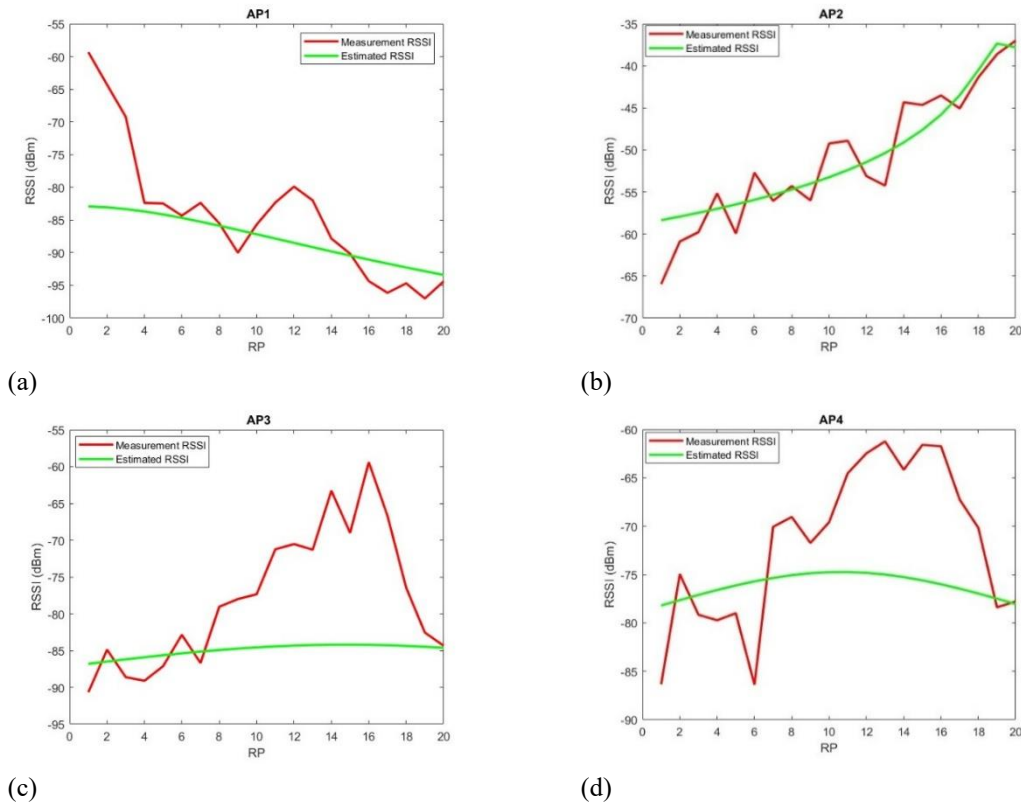 AP1
-55
-60
-65
-70
-75
-80
-85
-90
-95
-100
RSSI (dBm)
Measurement RSSI
Estimated RSSI
0 2 4 6 8 10 12 14 16 18 20
RP
(a)
AP2
-35
-40
-45
-50
-55
-60
-65
-70
RSSI (dBm)
Measurement RSSI
Estimated RSSI
0 2 4 6 8 10 12 14 16 18 20
RP
(b)
AP3
-55
-60
-65
-70
-75
-80
-85
-90
-95
RSSI (dBm)
Measurement RSSI
Estimated RSSI
0 2 4 6 8 10 12 14 16 18 20
RP
(c)
AP4
-60
-65
-70
-75
-80
-85
-90
RSSI (dBm)
Measurement RSSI
Estimated RSSI
0 2 4 6 8 10 12 14 16 18 20
RP
(d)